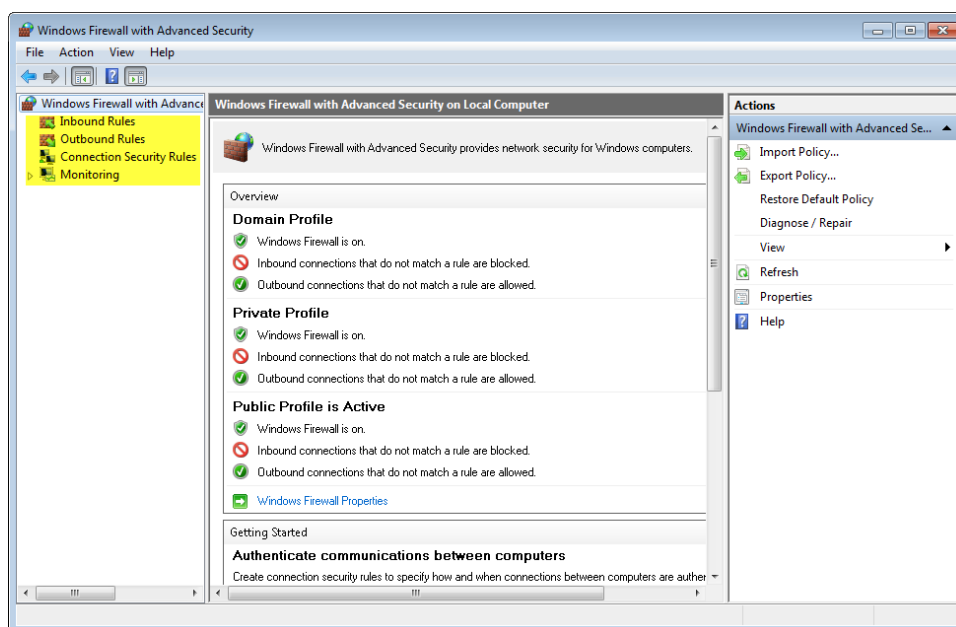 Windows Firewall with Advanced Security
File Action View Help
Windows Firewall with Advance
Inbound Rules
Outbound Rules
Connection Security Rules
Monitoring
Windows Firewall with Advanced Security on Local Computer
Windows Firewall with Advanced Security provides network security for Windows computers.
Overview
Domain Profile
Windows Firewall is on.
Inbound connections that do not match a rule are blocked.
Outbound connections that do not match a rule are allowed.
Private Profile
Windows Firewall is on.
Inbound connections that do not match a rule are blocked.
Outbound connections that do not match a rule are allowed.
Public Profile is Active
Windows Firewall is on.
Inbound connections that do not match a rule are blocked.
Outbound connections that do not match a rule are allowed.
Windows Firewall Properties
Getting Started
Authenticate communications between computers
Create connection security rules to specify how and when connections between computers are auther
Actions
Windows Firewall with Advanced Se...
Import Policy...
Export Policy...
Restore Default Policy
Diagnose / Repair
View
Refresh
Properties
Help